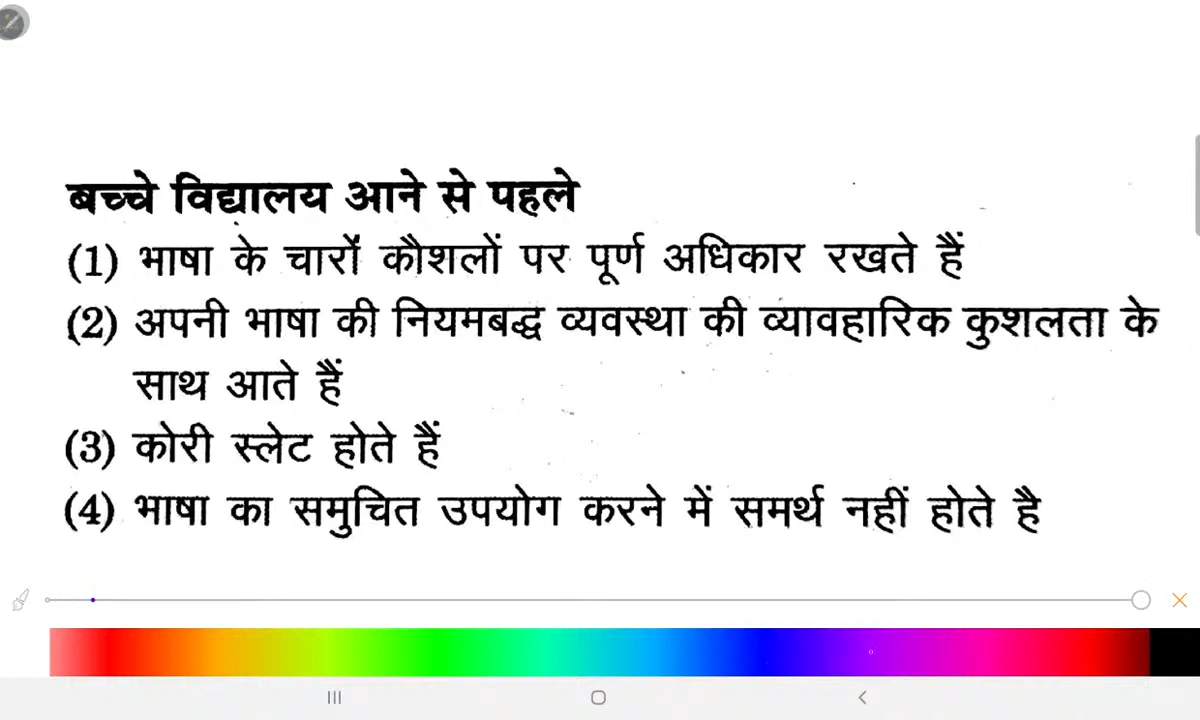 बच्चे विद्यालय आने से पहले
(1) भाषा के चारों कौशलों पर पूर्ण अधिकार रखते हैं
(2) अपनी भाषा की नियमबद्ध व्यवस्था की व्यावहारिक कुशलता के
साथ आते हैं
(3) कोरी स्लेट होते हैं
(4) भाषा का समुचित उपयोग करने में समर्थ नहीं होते है